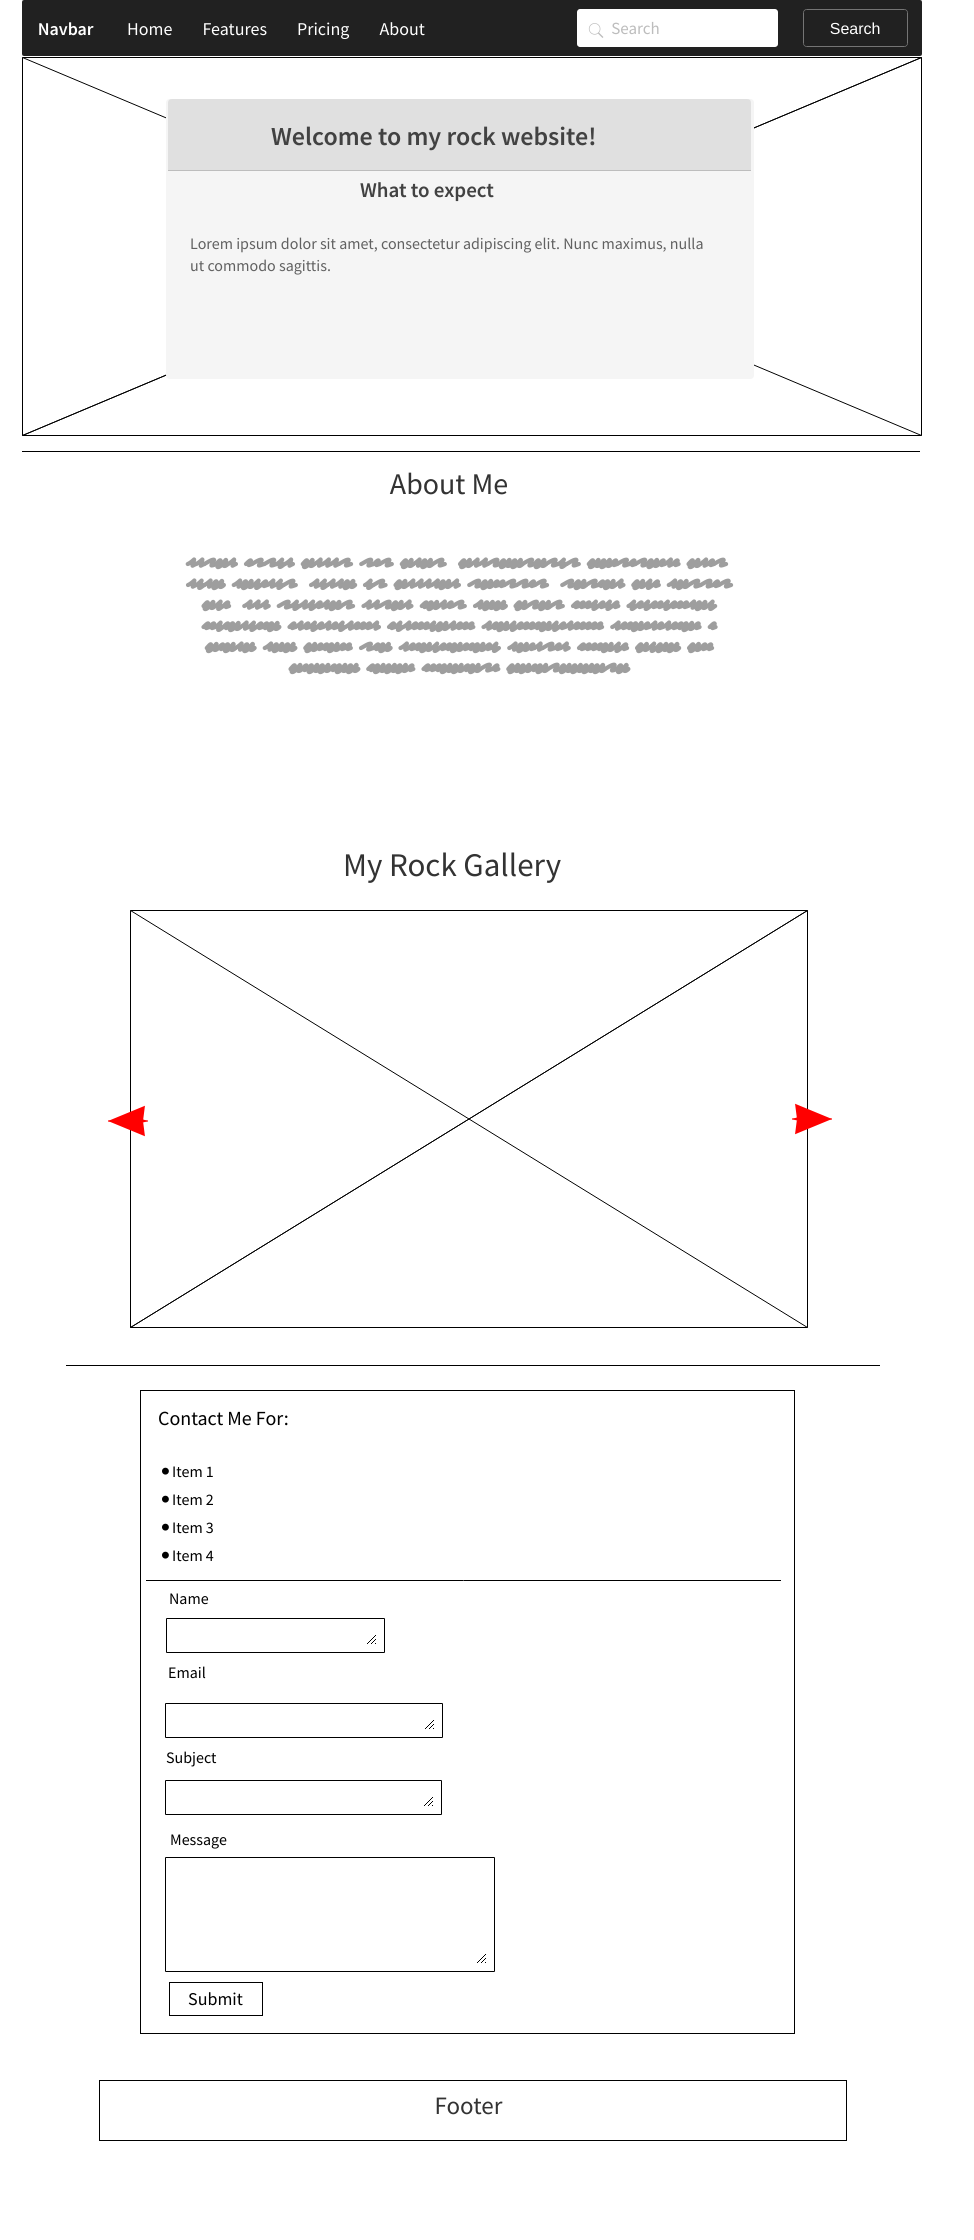 Navbar Home Features Pricing About Search Search
Welcome to my rock website!
What to expect
Lorem ipsum dolor sit amet, consectetur adipiscing elit. Nunc maximus, nulla
ut commodo sagittis.
About Me
My Rock Gallery
Contact Me For:
Item 1
Item 2
Item 3
Item 4
Name
Email
Subject
Message
Submit
Footer